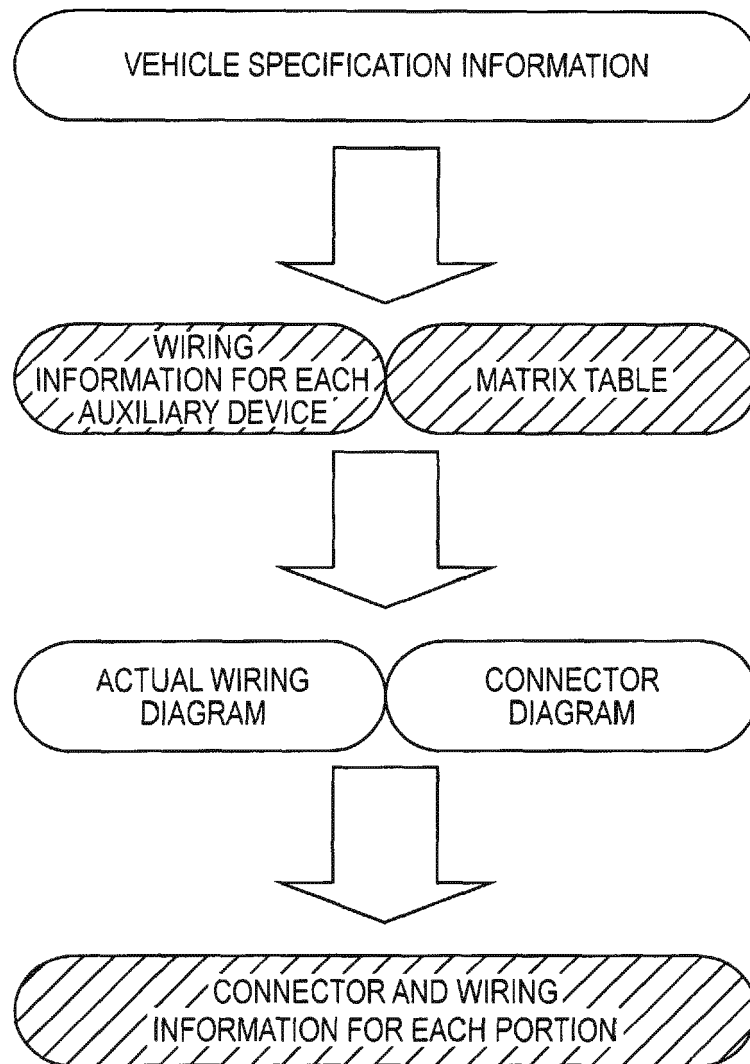 VEHICLE SPECIFICATION INFORMATION
WIRING
INFORMATION FOR EACH
AUXILIARY DEVICE
MATRIX TABLE
ACTUAL WIRING
DIAGRAM
CONNECTOR
DIAGRAM
CONNECTOR AND WIRING
INFORMATION FOR EACH PORTION